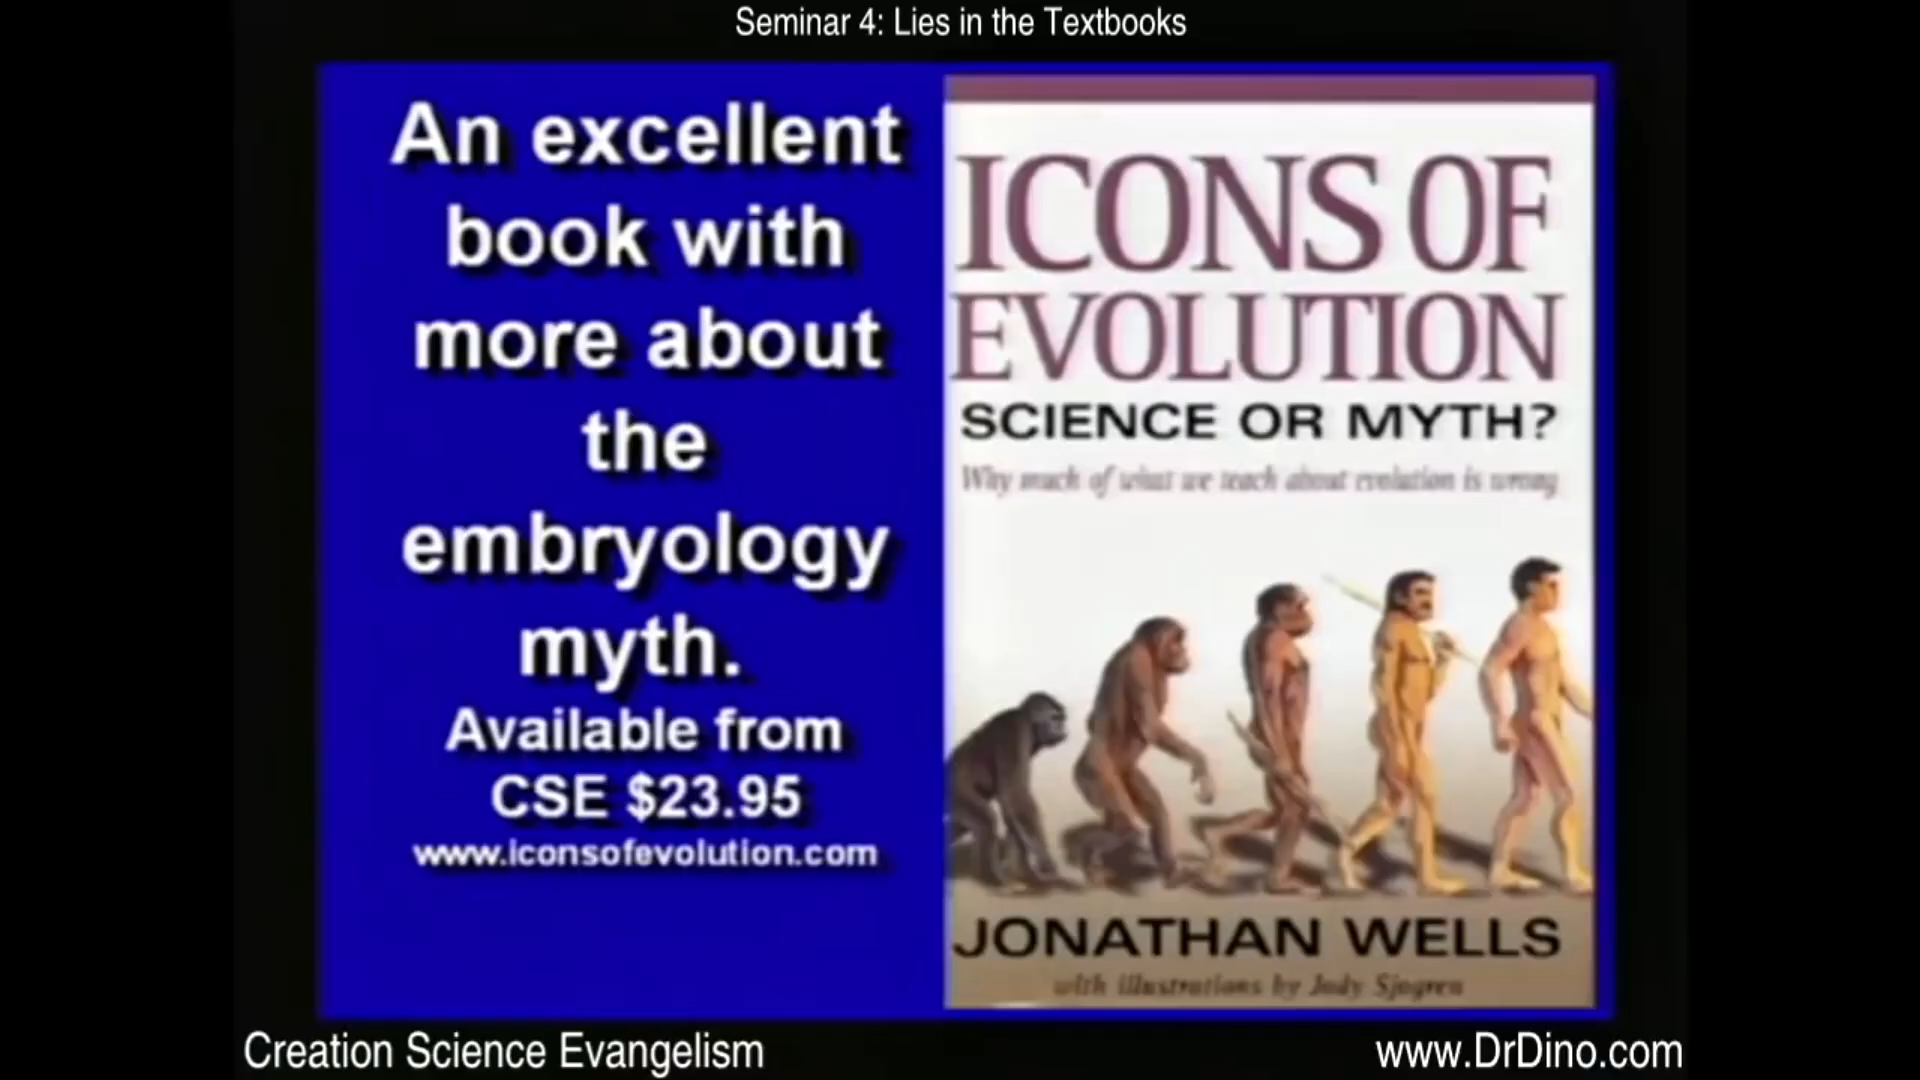 Seminar 4: Lies in the Textbooks
An excellent
book with
more about
the
embryology
myth.
Available from
CSE $23.95
www.iconsofevolution.com
ICONS OF
EVOLUTION
SCIENCE OR MYTH?
Why much of what we teach about evolution is wrong
JONATHAN WELLS
with illustrations by Jody Sjogren
Creation Science Evangelism
www.DrDino.com